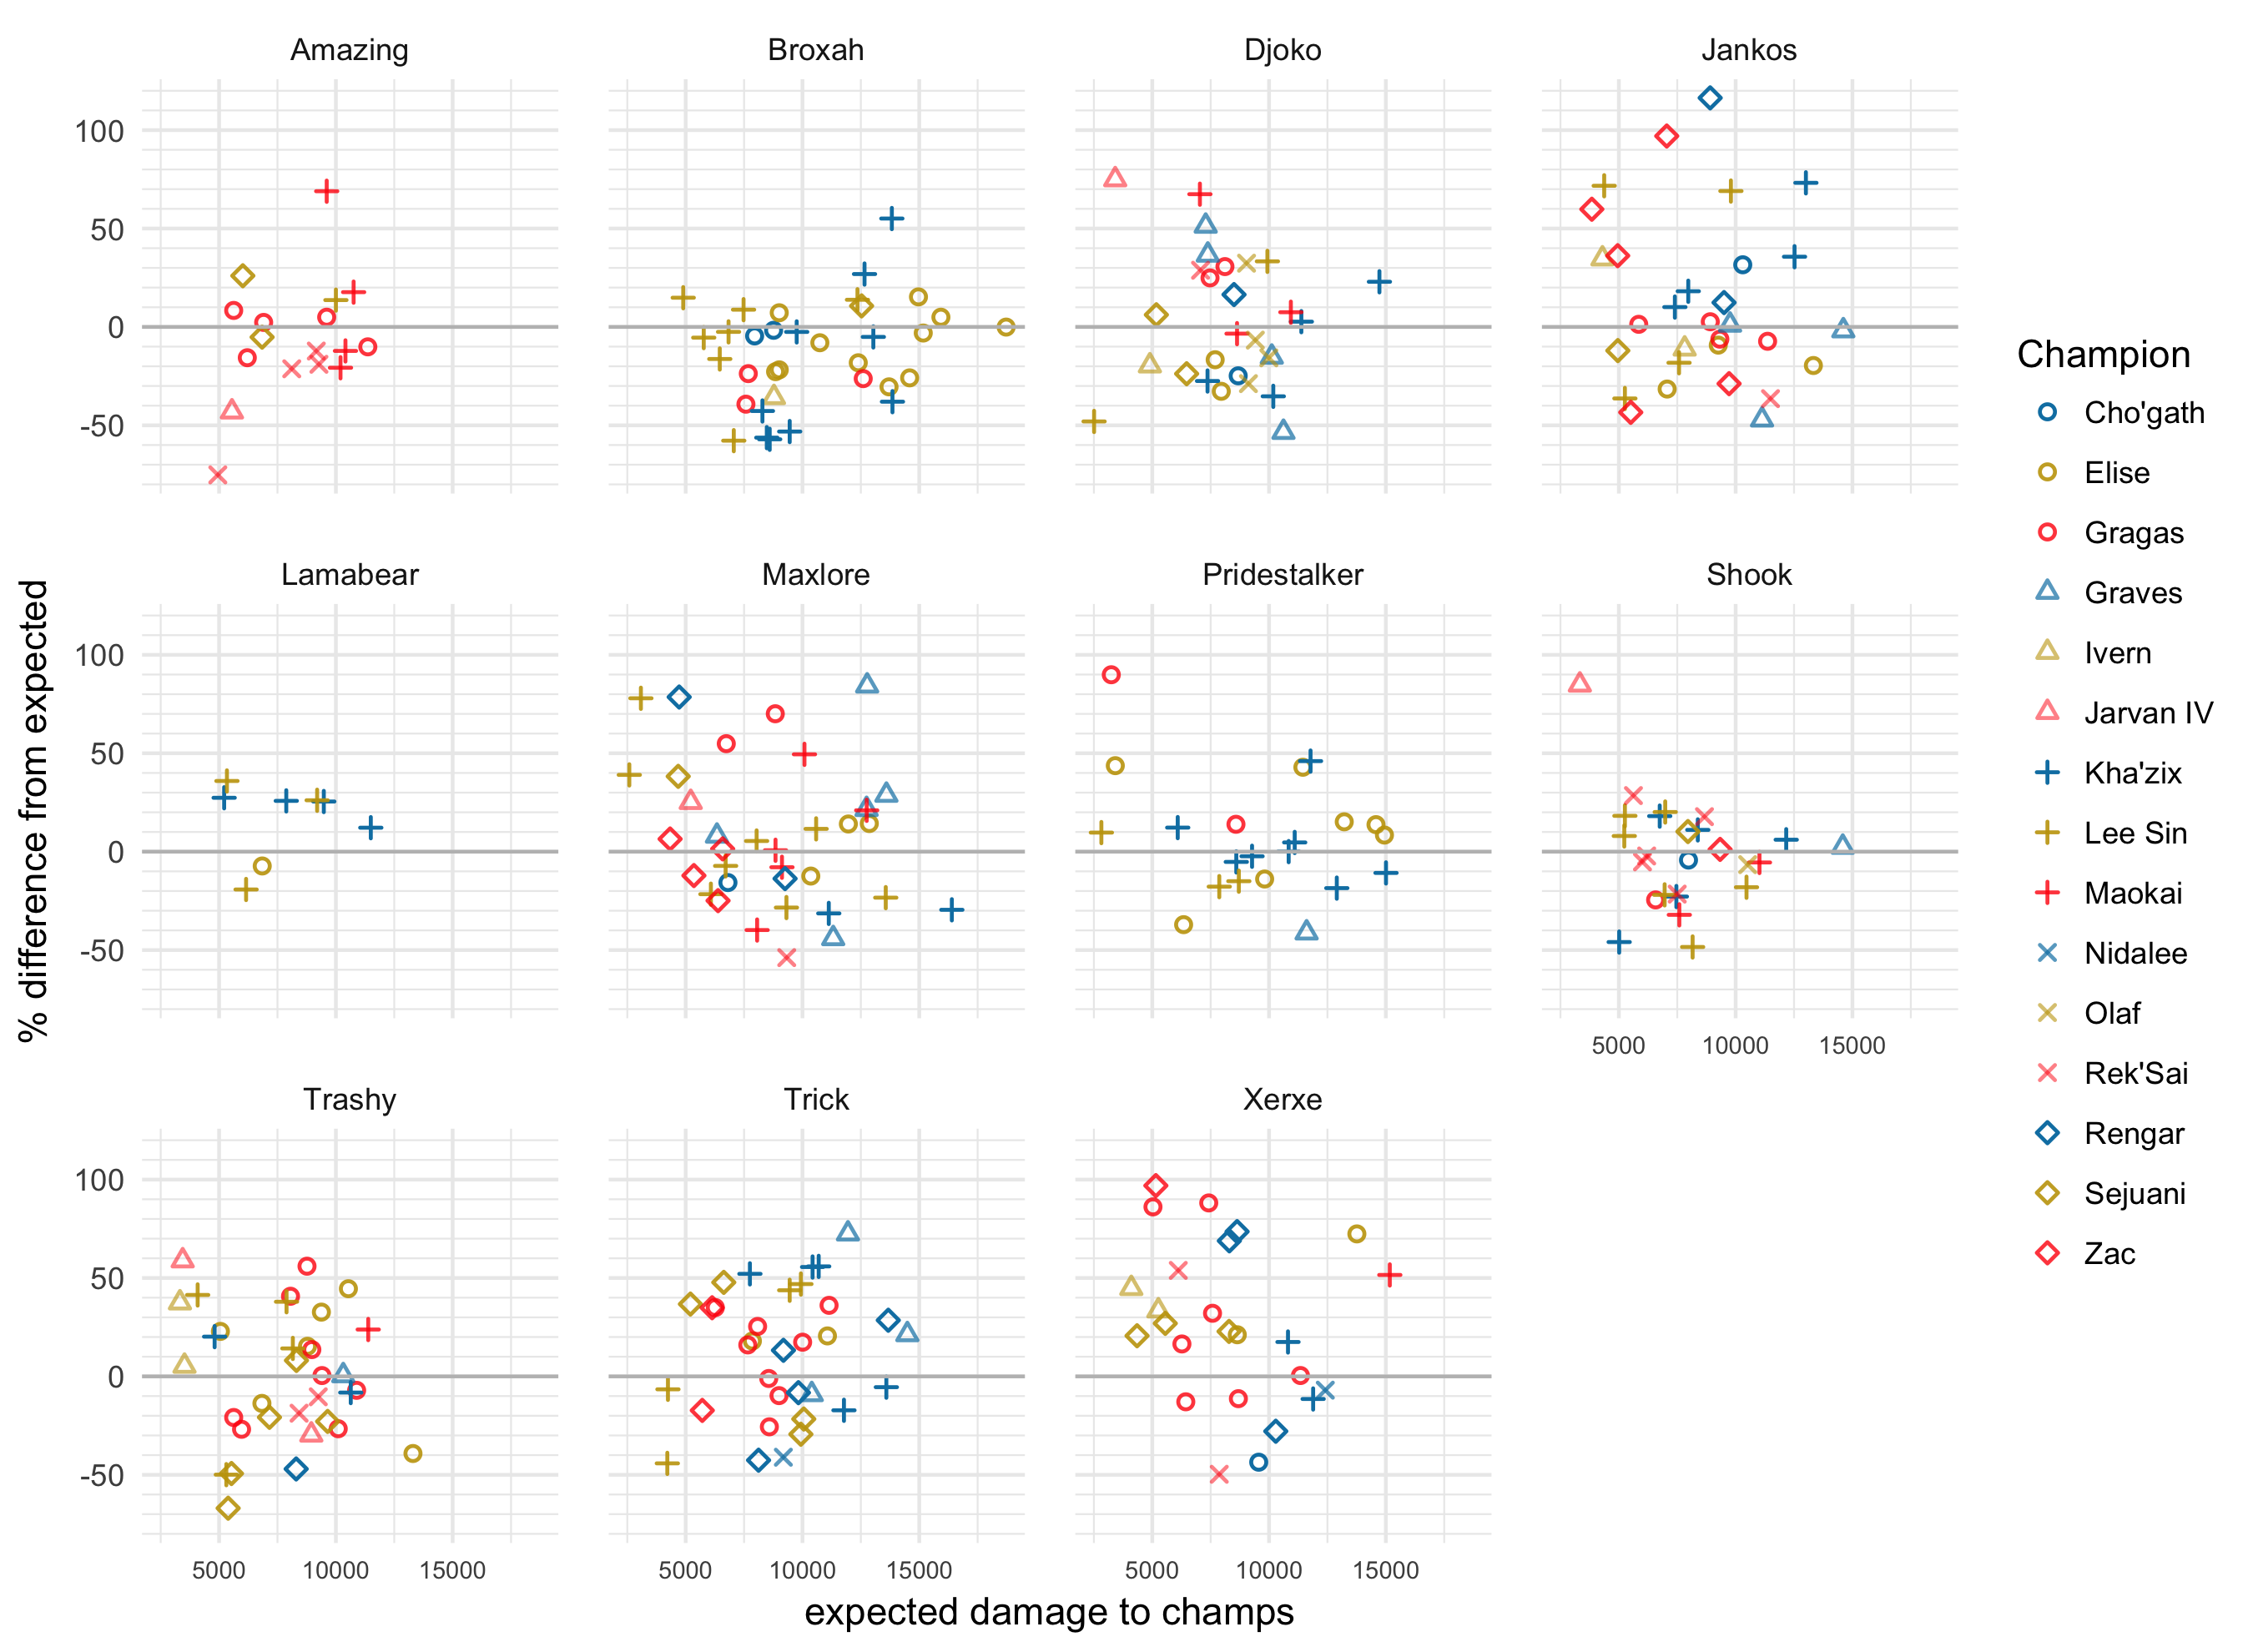 Amazing Broxah Djoko Jankos
100
50
0
-50
Lamabear Maxlore Pridestalker Shook
100
50
0
-50
5000 10000 15000
Trashy Trick Xerxe
100
50
0
-50
5000 10000 15000 5000 10000 15000 5000 10000 15000
expected damage to champs
% difference from expected
Champion
Cho'gath
Elise
Gragas
Graves
Ivern
Jarvan IV
Kha'zix
Lee Sin
Maokai
Nidalee
Olaf
Rek'Sai
Rengar
Sejuani
Zac